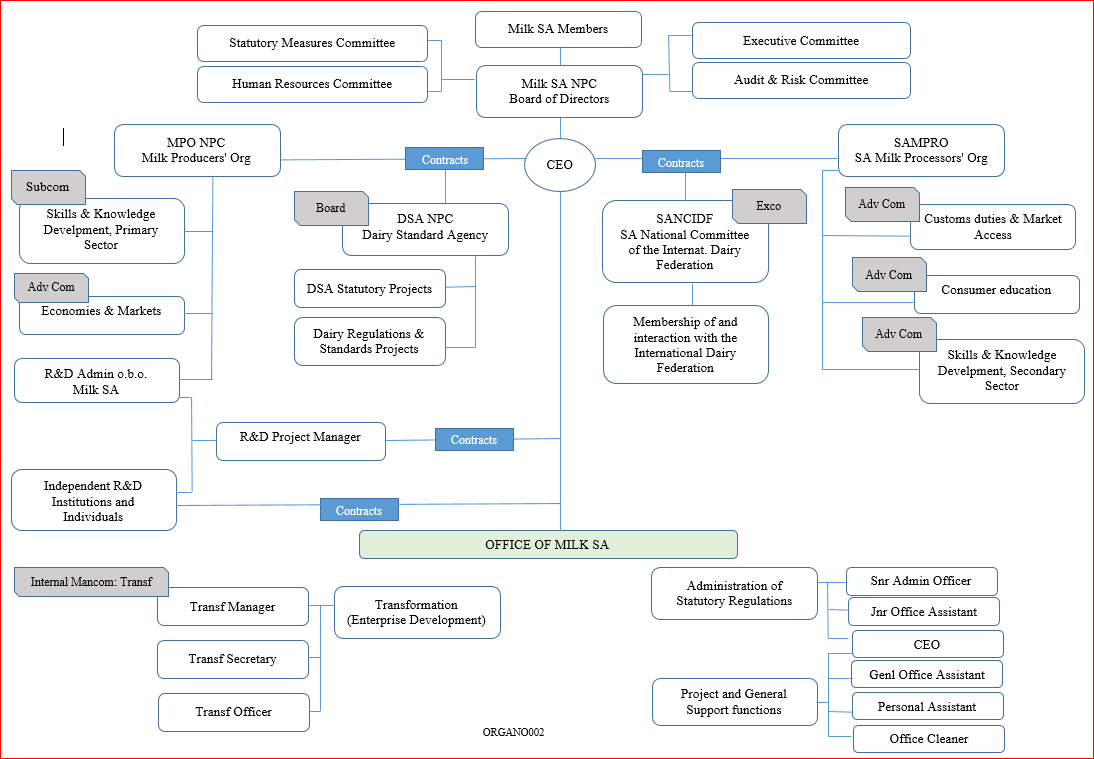 Milk SA Members
Statutory Measures Committee
Executive Committee
Human Resources Committee
Milk SA NPC
Board of Directors
Audit & Risk Committee
MPO NPC
Milk Producers' Org
Contracts
CEO
Contracts
SAMPRO
SA Milk Processors' Org
Subcom
Skills & Knowledge
Develpment, Primary
Sector
Board
DSA NPC
Dairy Standard Agency
Exco
SANCIDF
SA National Committee
of the Internat. Dairy
Federation
Adv Com
Customs duties & Market
Access
Adv Com
Economies & Markets
DSA Statutory Projects
Adv Com
Consumer education
Dairy Regulations &
Standards Projects
Membership of and
interaction with the
International Dairy
Federation
Adv Com
Skills & Knowledge
Develpment, Secondary
Sector
R&D Admin o.b.o.
Milk SA
R&D Project Manager
Contracts
Independent R&D
Institutions and
Individuals
Contracts
OFFICE OF MILK SA
Internal Mancom: Transf
Transf Manager
Transformation
(Enterprise Development)
Transf Secretary
Transf Officer
Administration of
Statutory Regulations
Snr Admin Officer
Jnr Office Assistant
CEO
Genl Office Assistant
Project and General
Support functions
Personal Assistant
Office Cleaner
ORGANO002